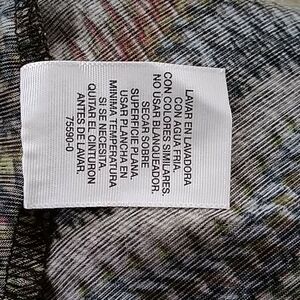 LAVAR EN LAVADORA
CON AGUA FRIA.
CON COLORES SIMILARES.
NO USAR BLANQUEADOR.
SECAR SOBRE
SUPERFICIE PLANA.
USAR PLANCHA EN
MINIMA TEMPERATURA
SI SE NECESITA.
QUITAR EL CINTURON
ANTES DE LAVAR.
75590-0